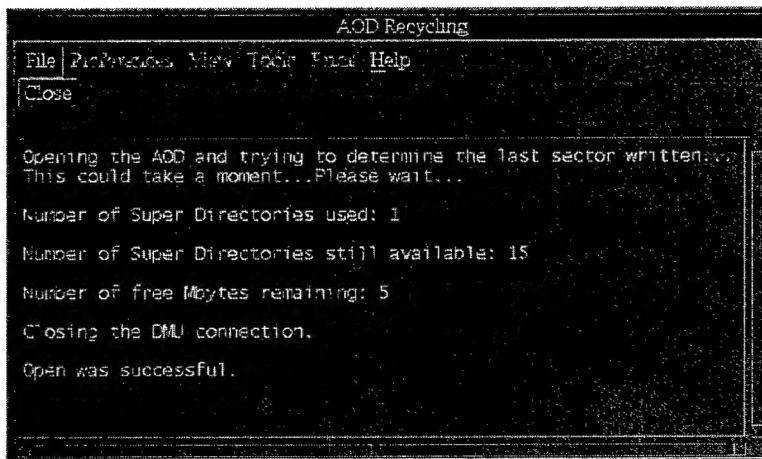 AOD Recycling
File Preferences View Tools Print Help
Close
Opening the AOD and trying to determine the last sector written...
This could take a moment...Please wait...
Number of Super Directories used: 1
Number of Super Directories still available: 15
Number of free Mbytes remaining: 5
Closing the DMU connection.
Open was successful.